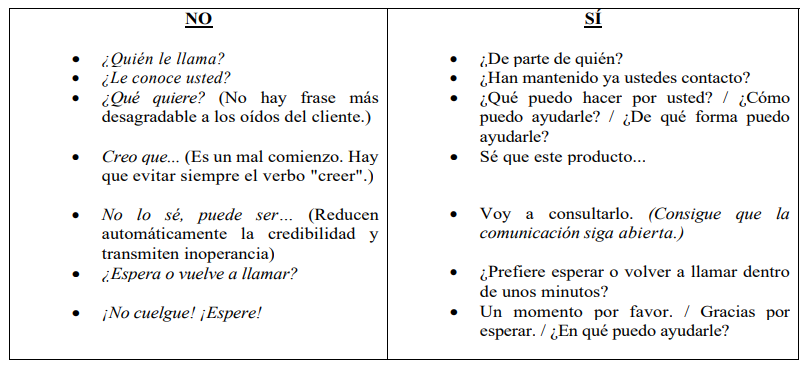 NO
¿Quién le llama?
¿Le conoce usted?
¿Qué quiere? (No hay frase más
desagradable a los oídos del cliente.)
Creo que... (Es un mal comienzo. Hay
que evitar siempre el verbo "creer".)
No lo sé, puede ser… (Reducen
automáticamente la credibilidad y
transmiten inoperancia)
¿Espera o vuelve a llamar?
¡No cuelgue! ¡Espere!
SÍ
¿De parte de quién?
¿Han mantenido ya ustedes contacto?
¿Qué puedo hacer por usted? / ¿Cómo
puedo ayudarle? / ¿De qué forma puedo
ayudarle?
Sé que este producto...
Voy a consultarlo. (Consigue que la
comunicación siga abierta.)
¿Prefiere esperar o volver a llamar dentro
de unos minutos?
Un momento por favor. / Gracias por
esperar. / ¿En qué puedo ayudarle?